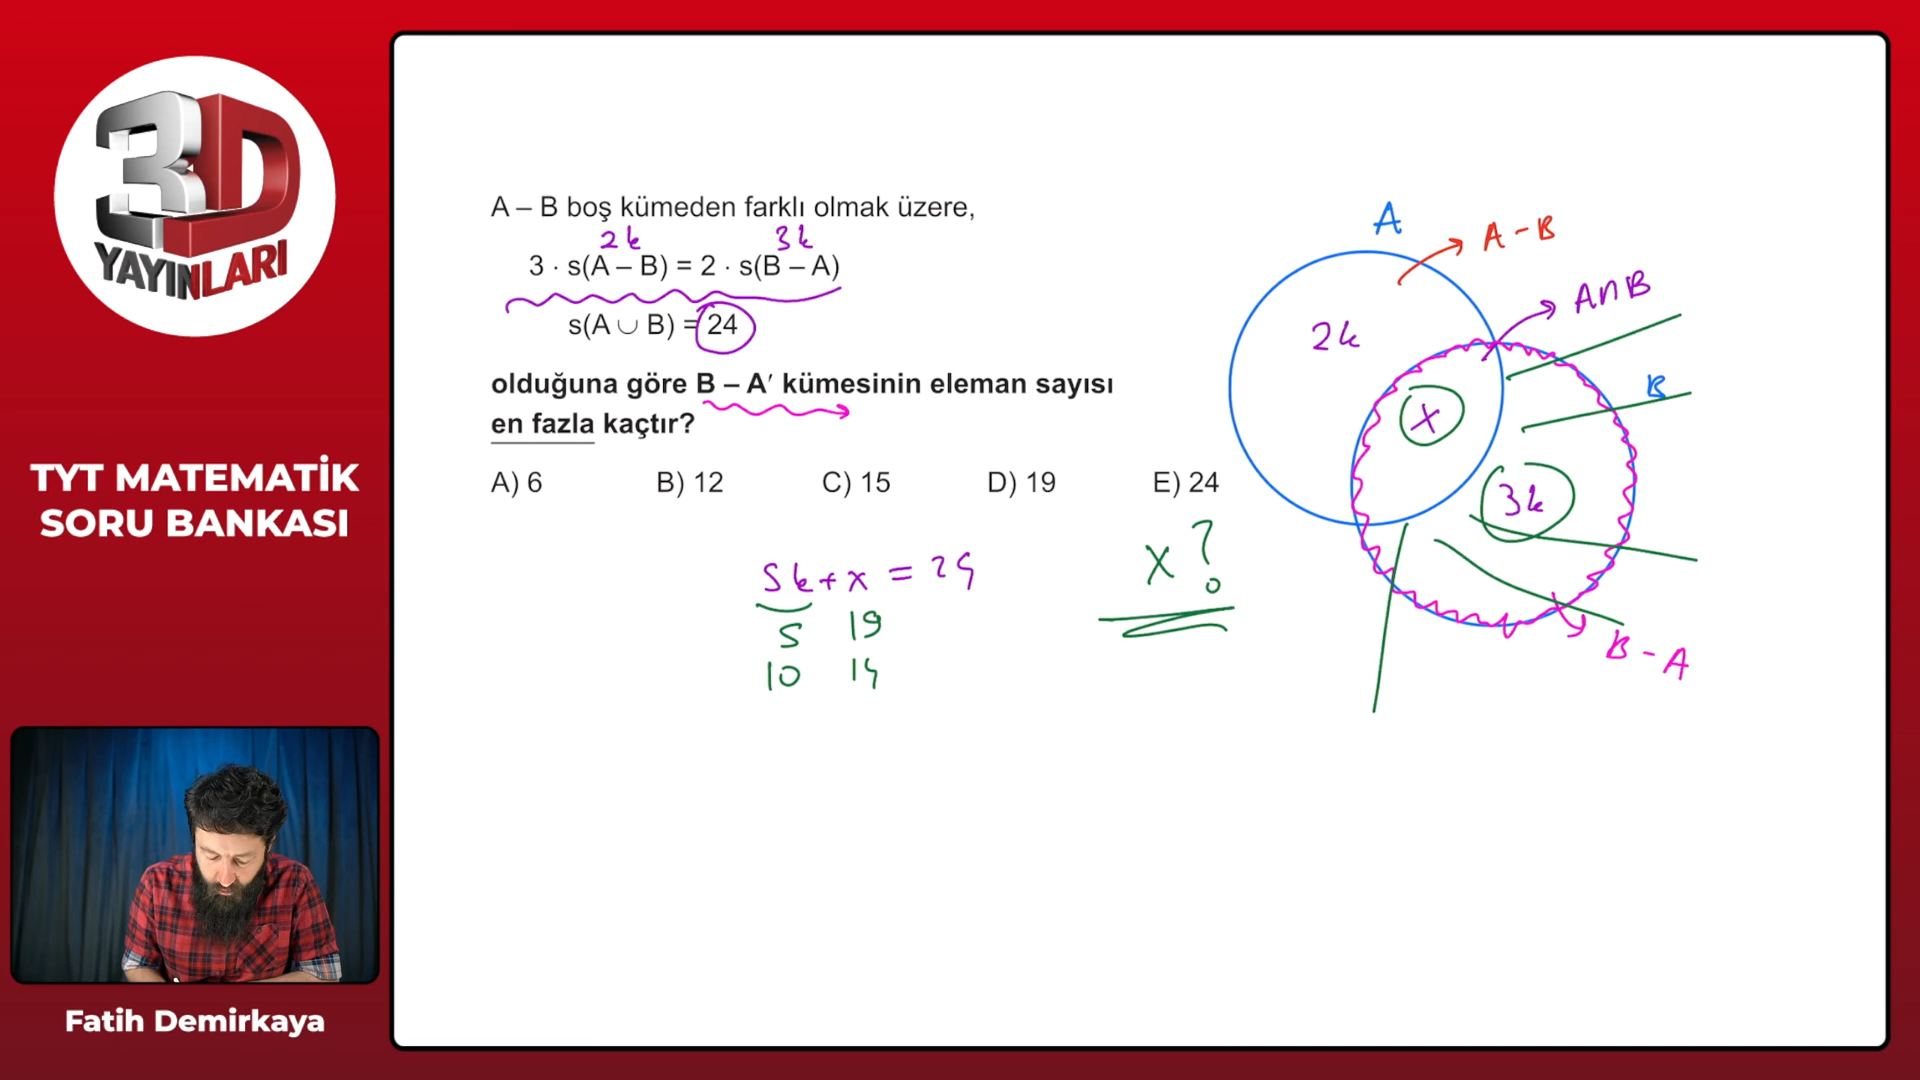 3D
YAYINLARI
TYT MATEMATİK
SORU BANKASI
Fatih Demirkaya
A – B boş kümeden farklı olmak üzere,
2k 3k
3 · s(A – B) = 2 · s(B – A)
s(A ∪ B) = 24
olduğuna göre B – A′ kümesinin eleman sayısı
en fazla kaçtır?
A) 6 B) 12 C) 15 D) 19 E) 24
5k+x = 24
5 19
10 14
x ?
A
A - B
A∩B
2k
B
x
3k
B - A